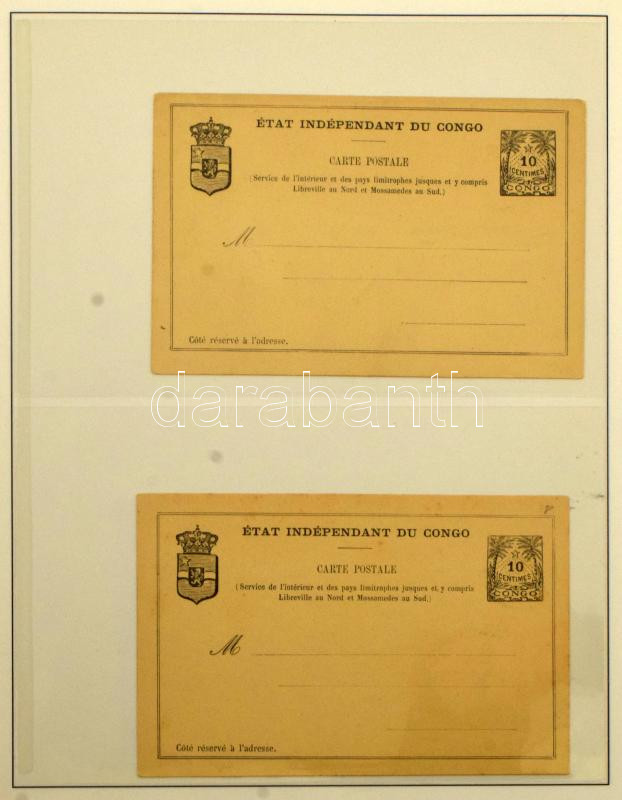 ÉTAT INDÉPENDANT DU CONGO
CARTE POSTALE
(Service de l'intérieur et des pays limitrophes jusques et y compris
Libreville au Nord et Mossamedes au Sud.)
10
CENTIMES
CONGO
M
Côté réservé à l'adresse.
darabanth
ÉTAT INDÉPENDANT DU CONGO
CARTE POSTALE
(Service de l'intérieur et des pays limitrophes jusques et y compris
Libreville au Nord et Mossamedes au Sud.)
10
CENTIMES
CONGO
M
Côté réservé à l'adresse.